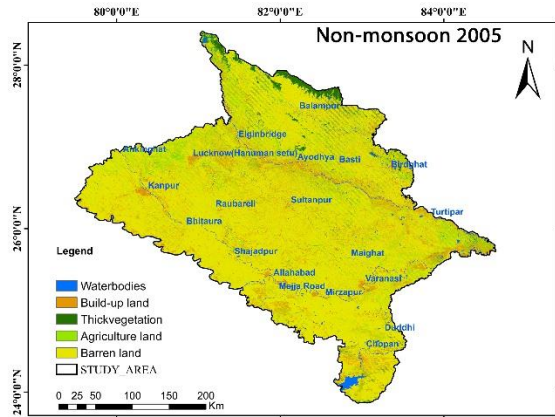 80°0'0"E 82°0'0"E 84°0'0"E
Non-monsoon 2005
N
28°0'0"N
Balampur
Elginbridge
Ankinghat
Lucknow(Hanuman setu)
Ayodhya
Basti
Birdghat
Kanpur
Raubareli
Sultanpur
Turtipar
26°0'0"N
Bhitaura
Shajadpur
Maighat
Allahabad
Varanasi
Mejja Road
Mirzapur
Duddhi
Chopan
24°0'0"N
Legend
Waterbodies
Build-up land
Thickvegetation
Agriculture land
Barren land
STUDY_AREA
0 25 50 100 150 200
Km